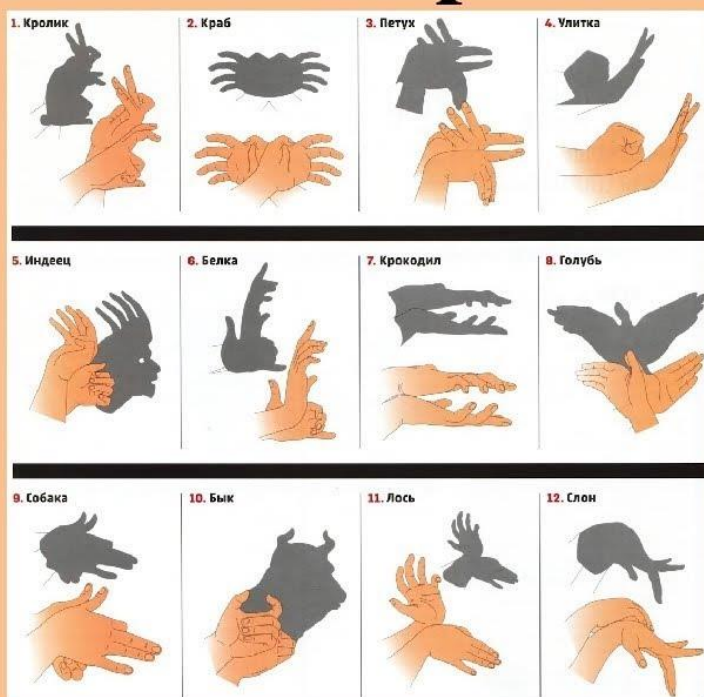 1. Кролик
2. Краб
3. Петух
4. Улитка
5. Индеец
6. Белка
7. Крокодил
8. Голубь
9. Собака
10. Бык
11. Лось
12. Слон